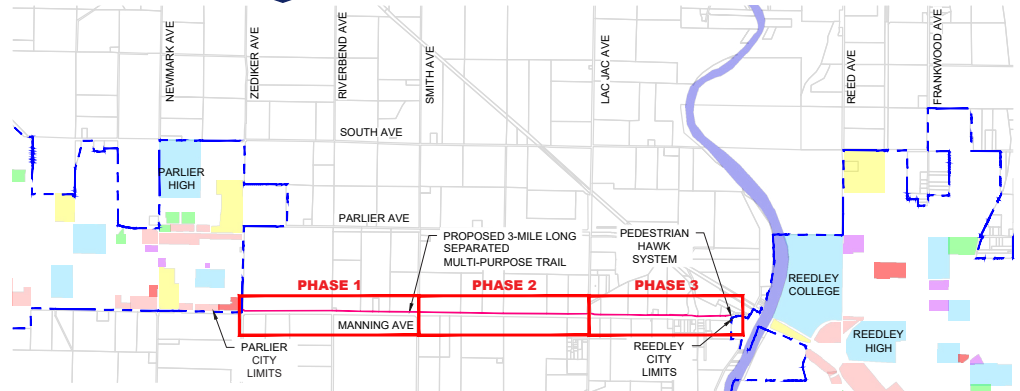 NEWMARK AVE
ZEDIKER AVE
RIVERBEND AVE
SMITH AVE
LAC JAC AVE
REED AVE
FRANKWOOD AVE
SOUTH AVE
PARLIER
HIGH
PARLIER AVE
PROPOSED 3-MILE LONG
SEPARATED
MULTI-PURPOSE TRAIL
PEDESTRIAN
HAWK
SYSTEM
REEDLEY
COLLEGE
PHASE 1
PHASE 2
PHASE 3
MANNING AVE
PARLIER
CITY
LIMITS
REEDLEY
CITY
LIMITS
REEDLEY
HIGH